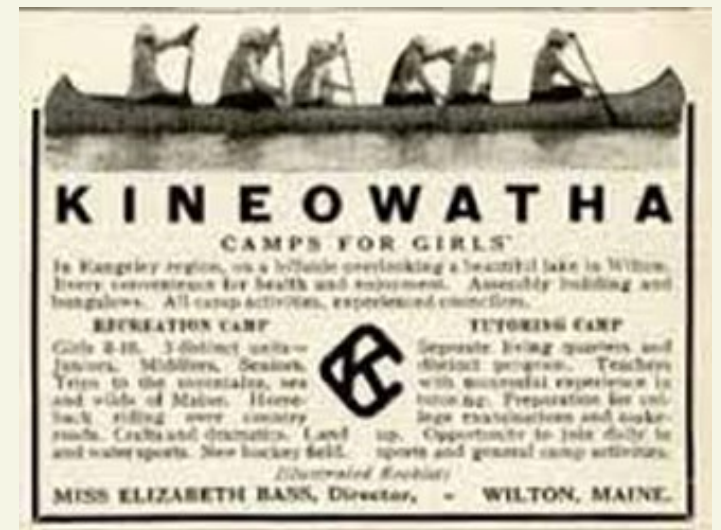 KINEOWATHA
CAMPS FOR GIRLS
In Rangeley region, on a hillside overlooking a beautiful lake in Wilton.
Every convenience for health and enjoyment. Assembly building and
bungalows. All camp activities, experienced councilors.
RECREATION CAMP
Girls 8-18. 3 distinct units—
Juniors, Middlers, Seniors.
Trips to the mountains, sea
and wilds of Maine. Horse-
back riding over country
roads. Crafts and dramatics. Land
and water sports. New hockey field.
TUTORING CAMP
Separate living quarters and
distinct program. Teachers
with successful experience in
tutoring. Preparation for col-
lege examinations and make-
up. Opportunity to join daily in
sports and general camp activities.
Illustrated Booklets
MISS ELIZABETH BASS, Director, - WILTON, MAINE.